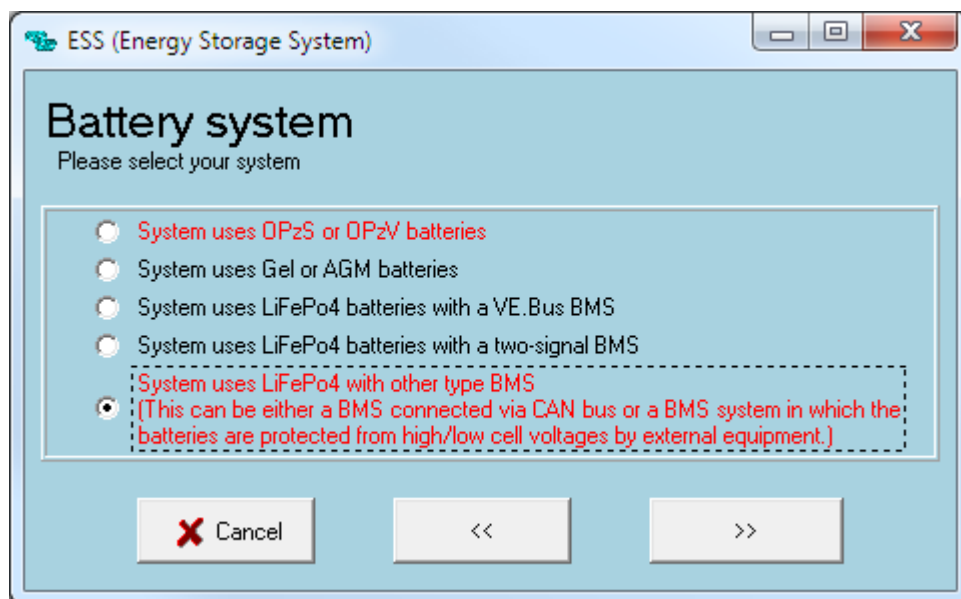 ESS (Energy Storage System)
Battery system
Please select your system
System uses OPzS or OPzV batteries
System uses Gel or AGM batteries
System uses LiFePo4 batteries with a VE.Bus BMS
System uses LiFePo4 batteries with a two-signal BMS
System uses LiFePo4 with other type BMS
(This can be either a BMS connected via CAN bus or a BMS system in which the
batteries are protected from high/low cell voltages by external equipment.)
Cancel
<<
>>